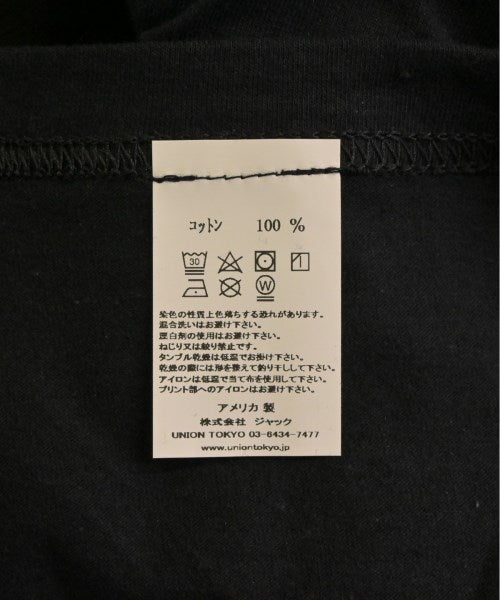 コットン 100 %
30
W
染色の性質上色落ちする恐れがあります。
混合洗いはお避け下さい。
漂白剤の使用はお避け下さい。
ねじり又は絞り禁止です。
タンブル乾燥は低温でお掛け下さい。
乾燥の際には形を整えて釣り干しして下さい。
アイロンは低温で当て布を使用して下さい。
プリント部へのアイロンはお避け下さい。
アメリカ 製
株式会社 ジャック
UNION TOKYO 03-6434-7477
www.uniontokyo.jp